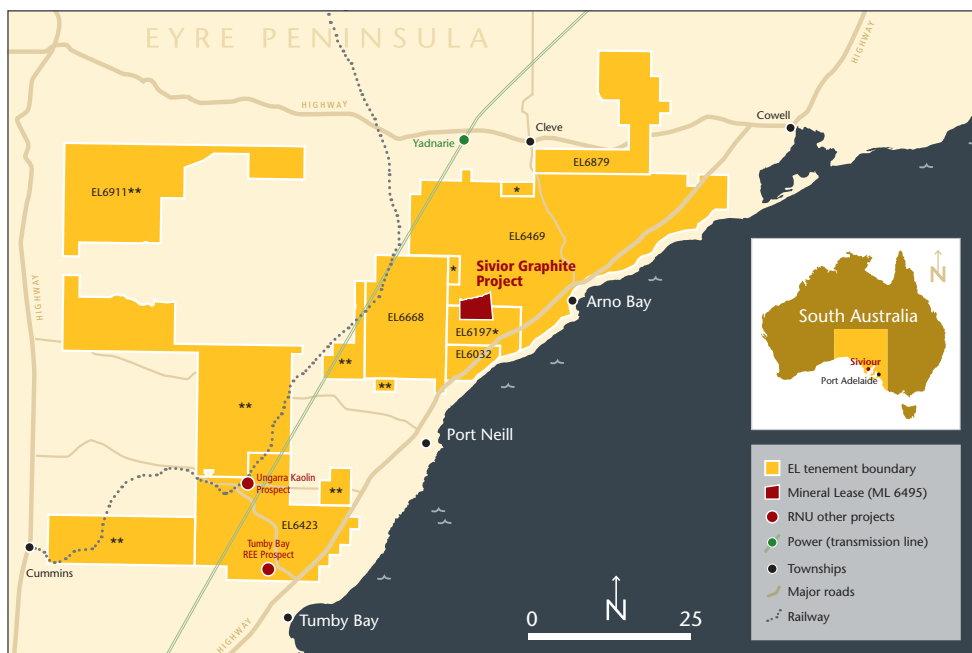 EYRE PENINSULA
HIGHWAY
HIGHWAY
Cowell
Yadnarie
Cleve
EL6879
EL6911**
*
EL6469
HIGHWAY
*
Sivior Graphite
Project
Arno Bay
EL6668
EL6197*
EL6032
**
**
**
Port Neill
Ungarra Kaolin
Prospect
**
EL6423
**
Tumby Bay
REE Prospect
Cummins
Tumby Bay
HIGHWAY
N
0 25
N
South Australia
Siviour
Port Adelaide
EL tenement boundary
Mineral Lease (ML 6495)
RNU other projects
Power (transmission line)
Townships
Major roads
Railway